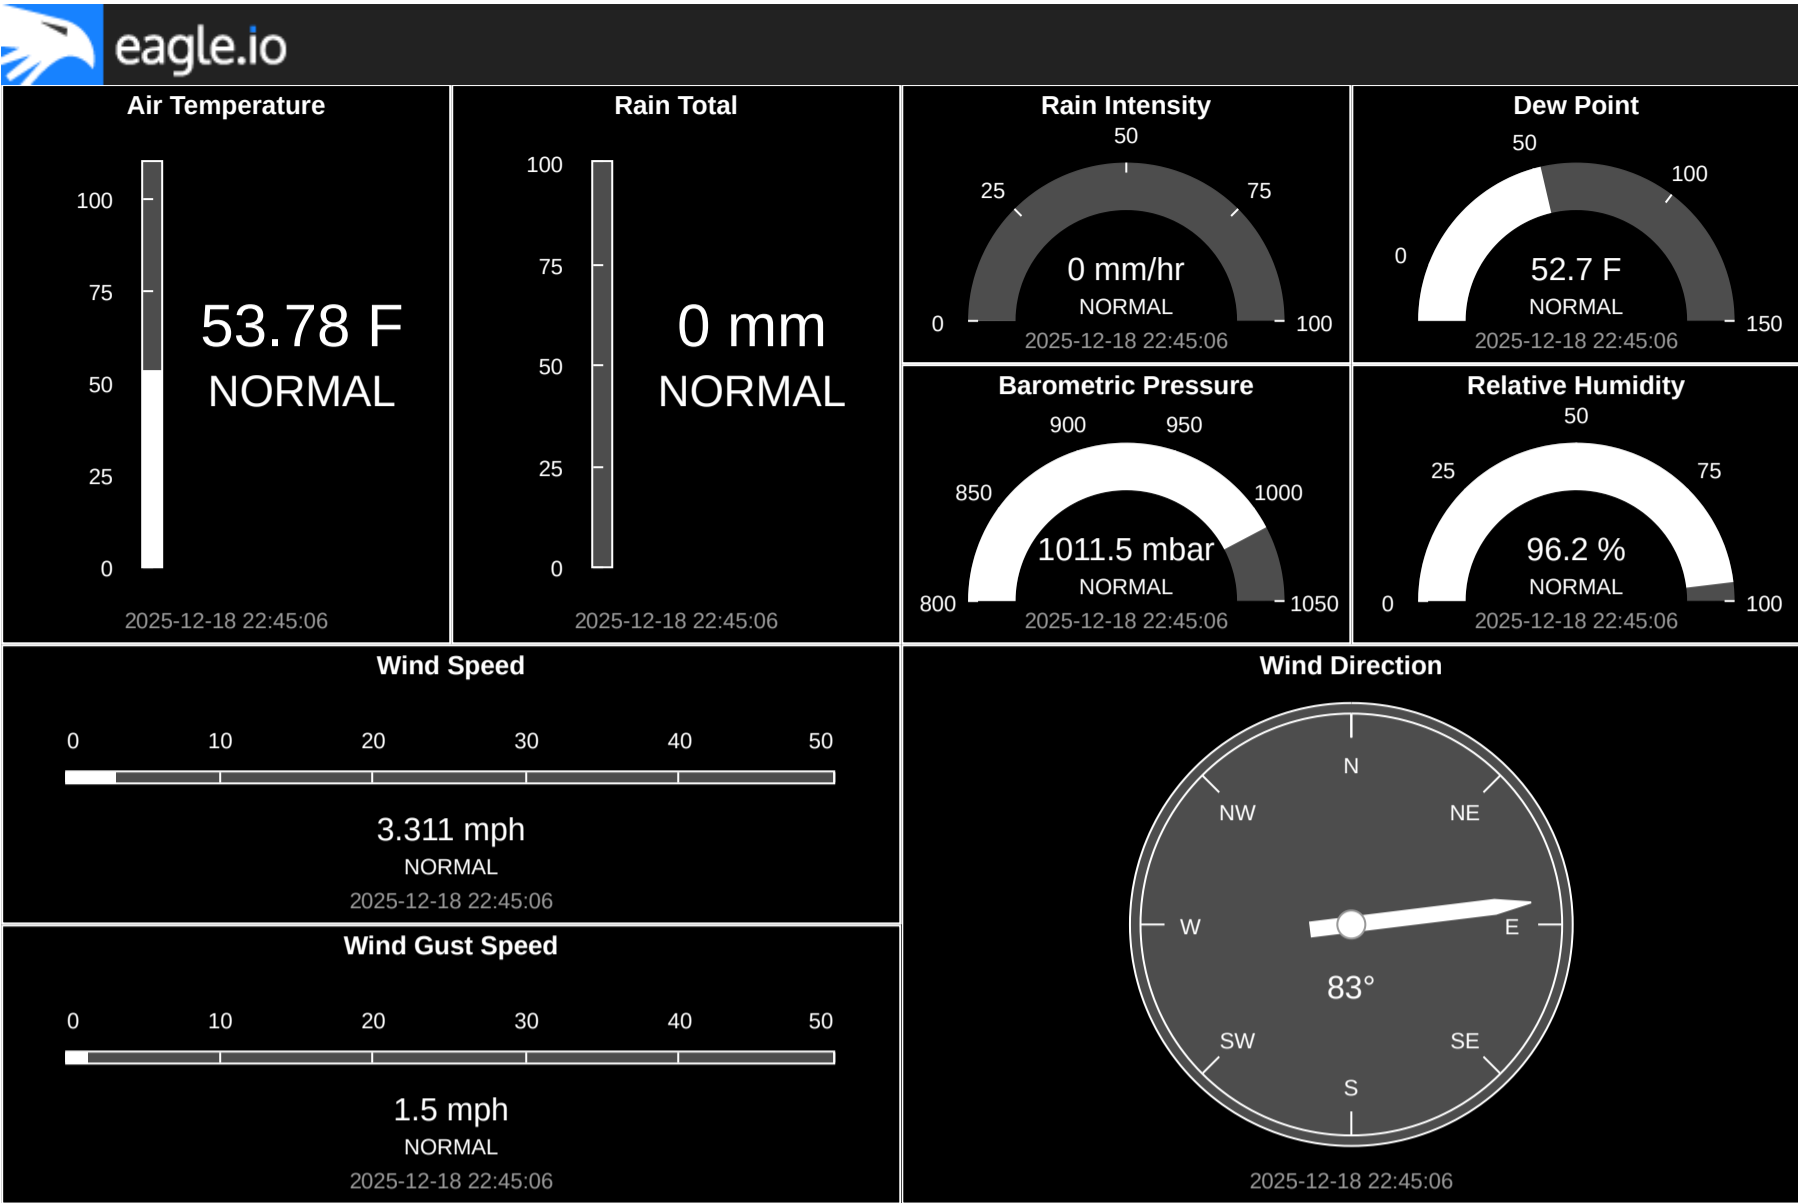 eagle.io
Air Temperature
100
75
50
25
0
53.78 F
NORMAL
2025-12-18 22:45:06
Rain Total
100
75
50
25
0
0 mm
NORMAL
2025-12-18 22:45:06
Rain Intensity
50
25
75
0
100
0 mm/hr
NORMAL
2025-12-18 22:45:06
Dew Point
50
100
0
150
52.7 F
NORMAL
2025-12-18 22:45:06
Barometric Pressure
900
950
850
1000
800
1050
1011.5 mbar
NORMAL
2025-12-18 22:45:06
Relative Humidity
50
25
75
0
100
96.2 %
NORMAL
2025-12-18 22:45:06
Wind Speed
0 10 20 30 40 50
3.311 mph
NORMAL
2025-12-18 22:45:06
Wind Gust Speed
0 10 20 30 40 50
1.5 mph
NORMAL
2025-12-18 22:45:06
Wind Direction
N
NW
NE
W
E
83°
SW
SE
S
2025-12-18 22:45:06